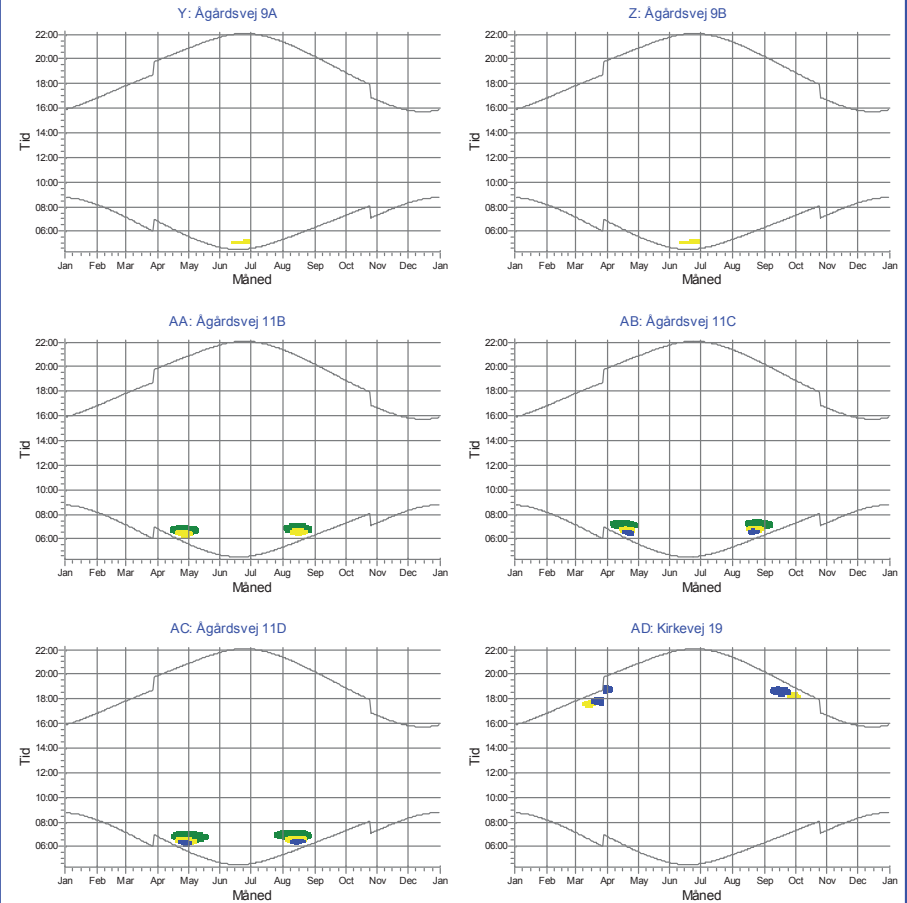 Y: Ågårdsvej 9A
22:00
20:00
18:00
16:00
14:00
12:00
10:00
08:00
06:00
Tid
Jan Feb Mar Apr May Jun Jul Aug Sep Oct Nov Dec Jan
Måned
Z: Ågårdsvej 9B
22:00
20:00
18:00
16:00
14:00
12:00
10:00
08:00
06:00
Tid
Jan Feb Mar Apr May Jun Jul Aug Sep Oct Nov Dec Jan
Måned
AA: Ågårdsvej 11B
22:00
20:00
18:00
16:00
14:00
12:00
10:00
08:00
06:00
Tid
Jan Feb Mar Apr May Jun Jul Aug Sep Oct Nov Dec Jan
Måned
AB: Ågårdsvej 11C
22:00
20:00
18:00
16:00
14:00
12:00
10:00
08:00
06:00
Tid
Jan Feb Mar Apr May Jun Jul Aug Sep Oct Nov Dec Jan
Måned
AC: Ågårdsvej 11D
22:00
20:00
18:00
16:00
14:00
12:00
10:00
08:00
06:00
Tid
Jan Feb Mar Apr May Jun Jul Aug Sep Oct Nov Dec Jan
Måned
AD: Kirkevej 19
22:00
20:00
18:00
16:00
14:00
12:00
10:00
08:00
06:00
Tid
Jan Feb Mar Apr May Jun Jul Aug Sep Oct Nov Dec Jan
Måned